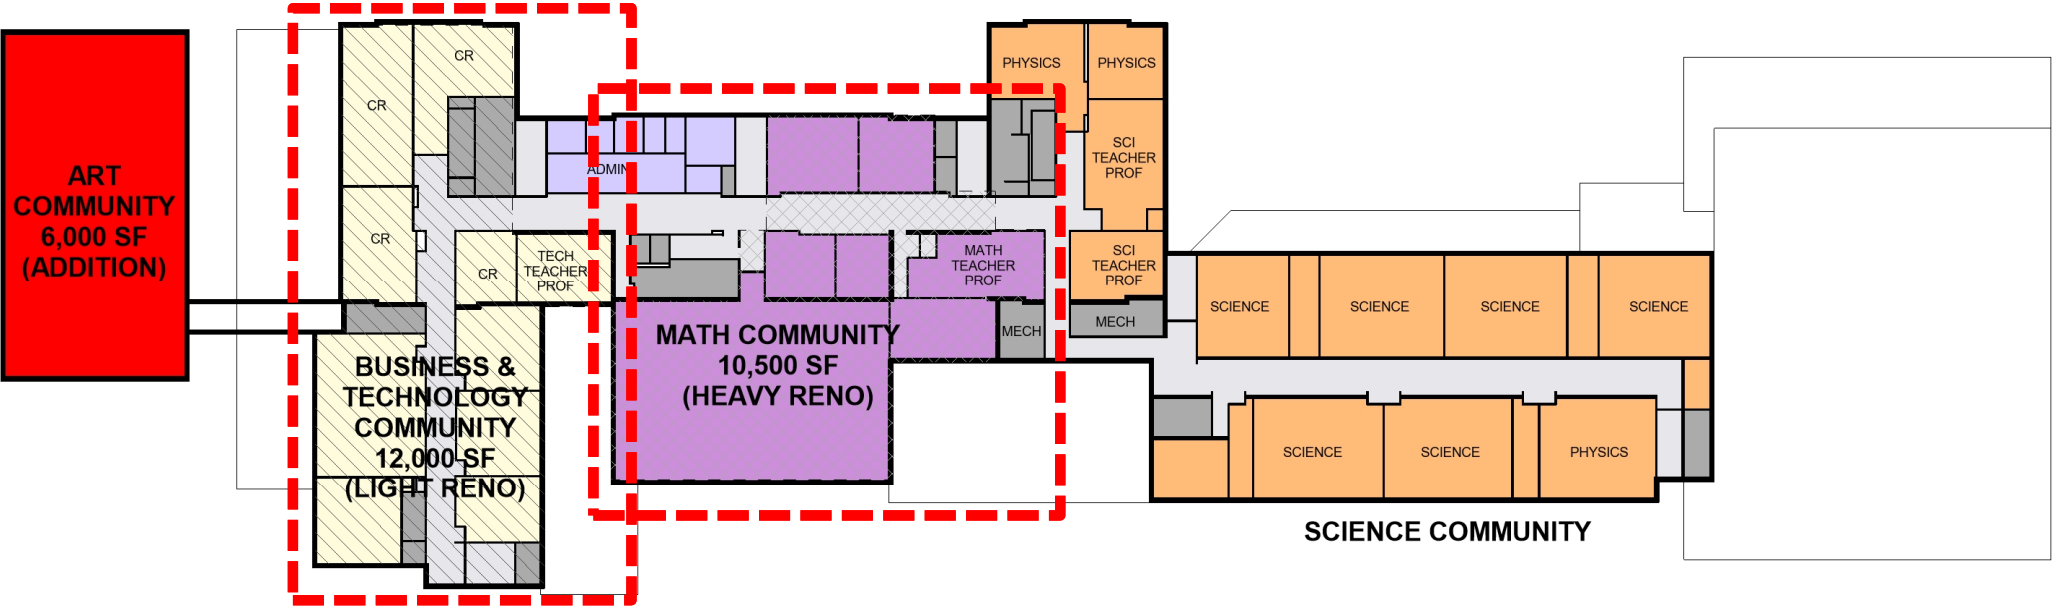 ART
COMMUNITY
6,000 SF
(ADDITION)
CR
CR
CR
CR
TECH
TEACHER
PROF
BUSINESS &
TECHNOLOGY
COMMUNITY
12,000 SF
(LIGHT RENO)
ADMIN
MATH
TEACHER
PROF
MATH COMMUNITY
10,500 SF
(HEAVY RENO)
MECH
PHYSICS
PHYSICS
SCI
TEACHER
PROF
SCI
TEACHER
PROF
MECH
SCIENCE
SCIENCE
SCIENCE
SCIENCE
SCIENCE
SCIENCE
PHYSICS
SCIENCE COMMUNITY